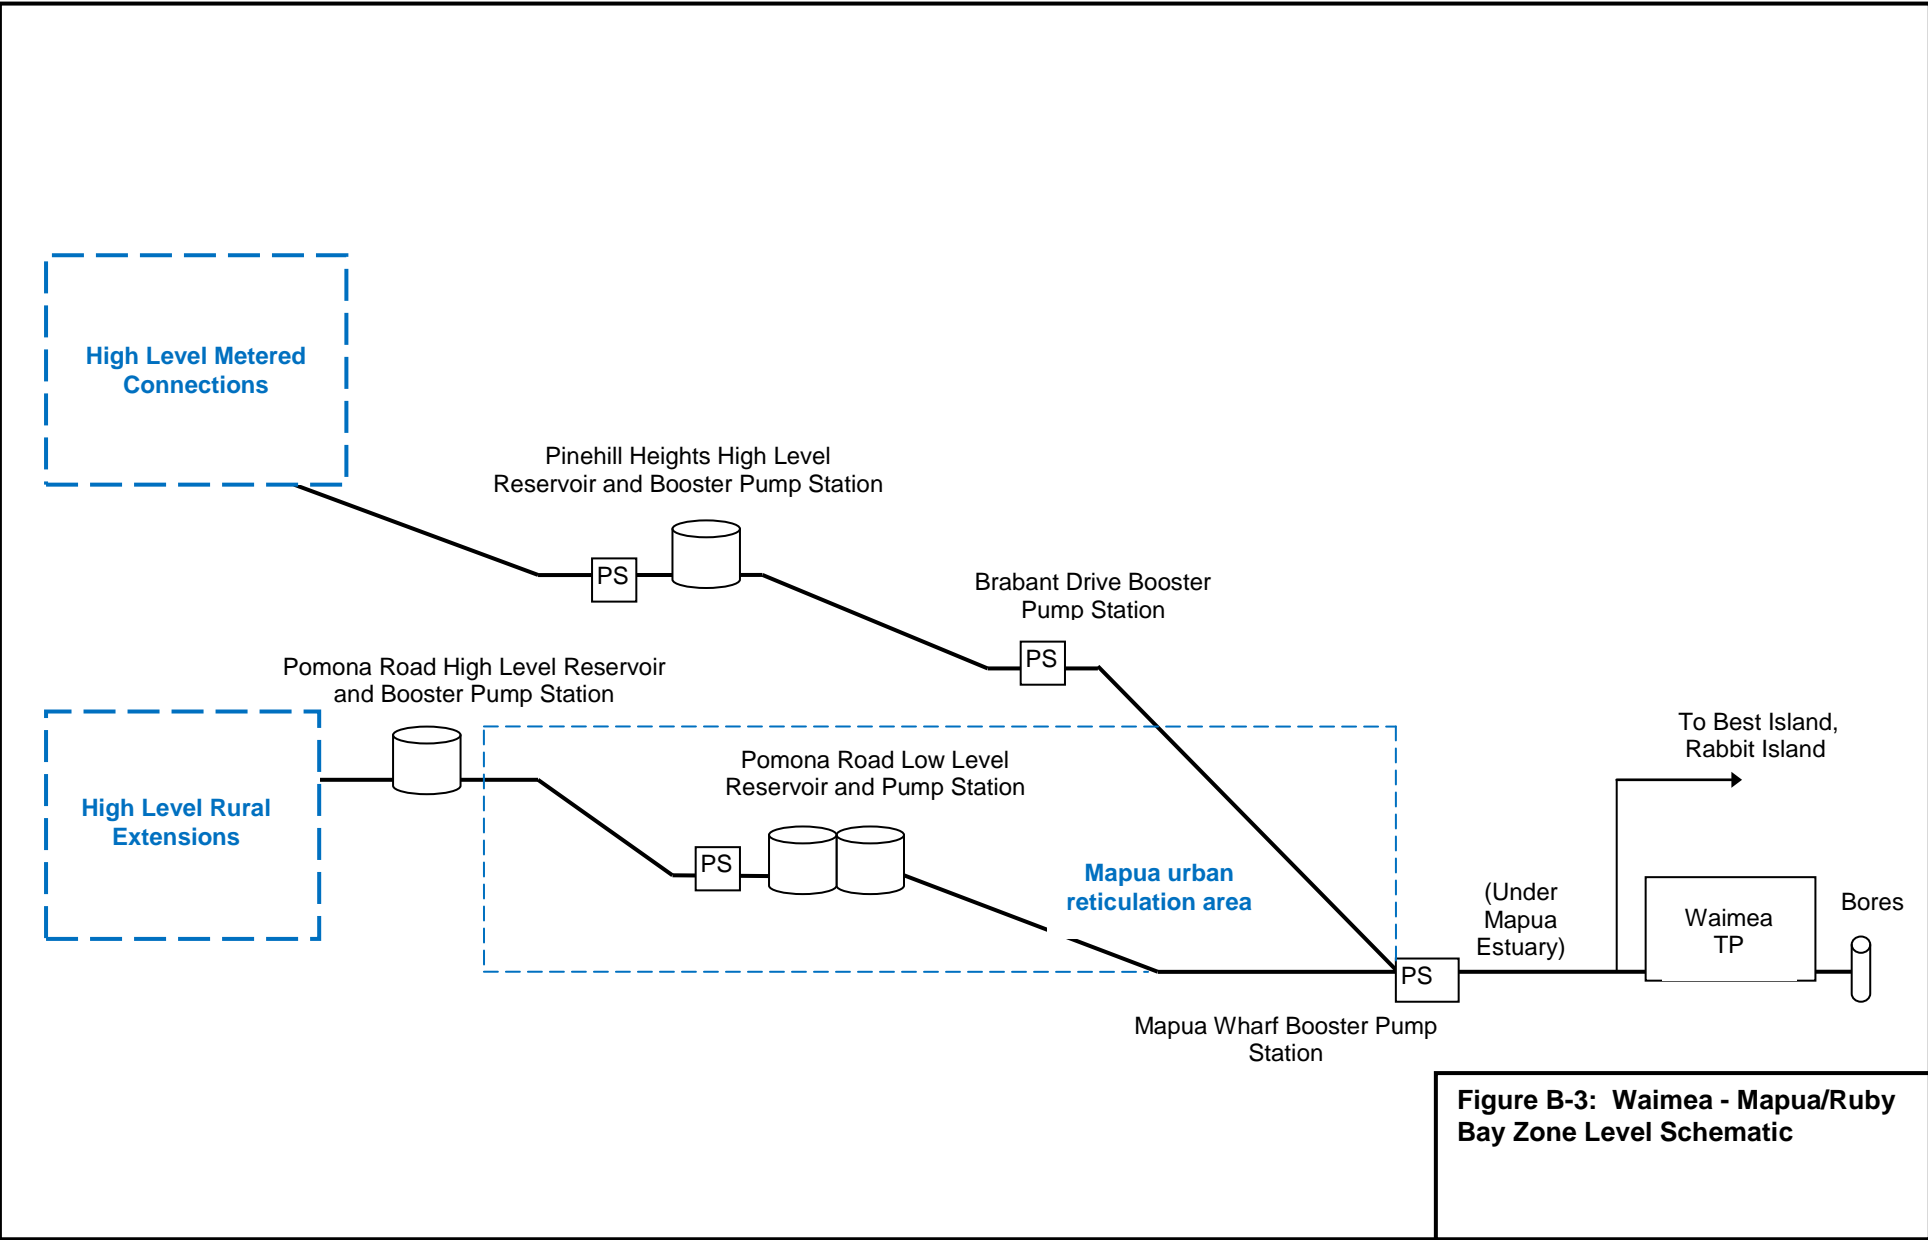 High Level Metered
Connections
Pinehill Heights High Level
Reservoir and Booster Pump Station
PS
Brabant Drive Booster
Pump Station
PS
Pomona Road High Level Reservoir
and Booster Pump Station
High Level Rural
Extensions
Pomona Road Low Level
Reservoir and Pump Station
PS
Mapua urban
reticulation area
To Best Island,
Rabbit Island
(Under
Mapua
Estuary)
Waimea
TP
Bores
PS
Mapua Wharf Booster Pump
Station
Figure B-3: Waimea - Mapua/Ruby
Bay Zone Level Schematic